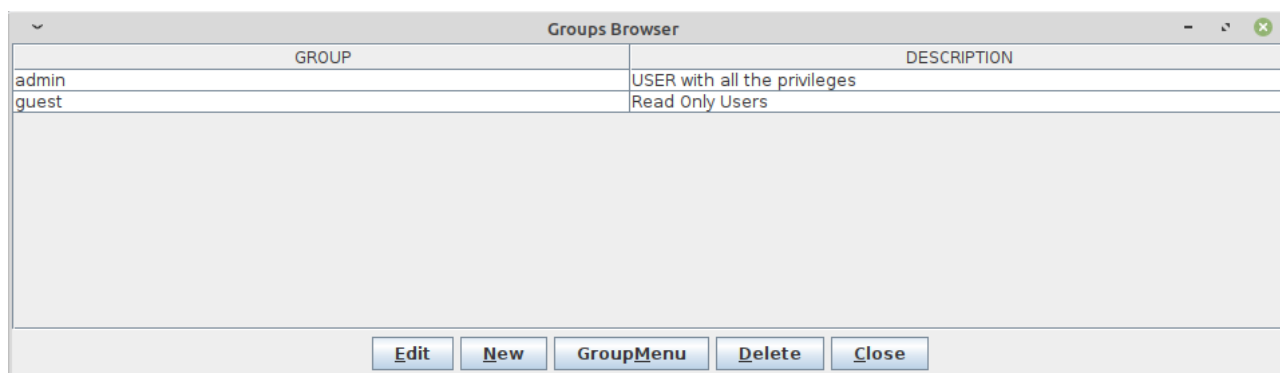 Groups Browser
GROUP DESCRIPTION
admin USER with all the privileges
guest Read Only Users
Edit New GroupMenu Delete Close